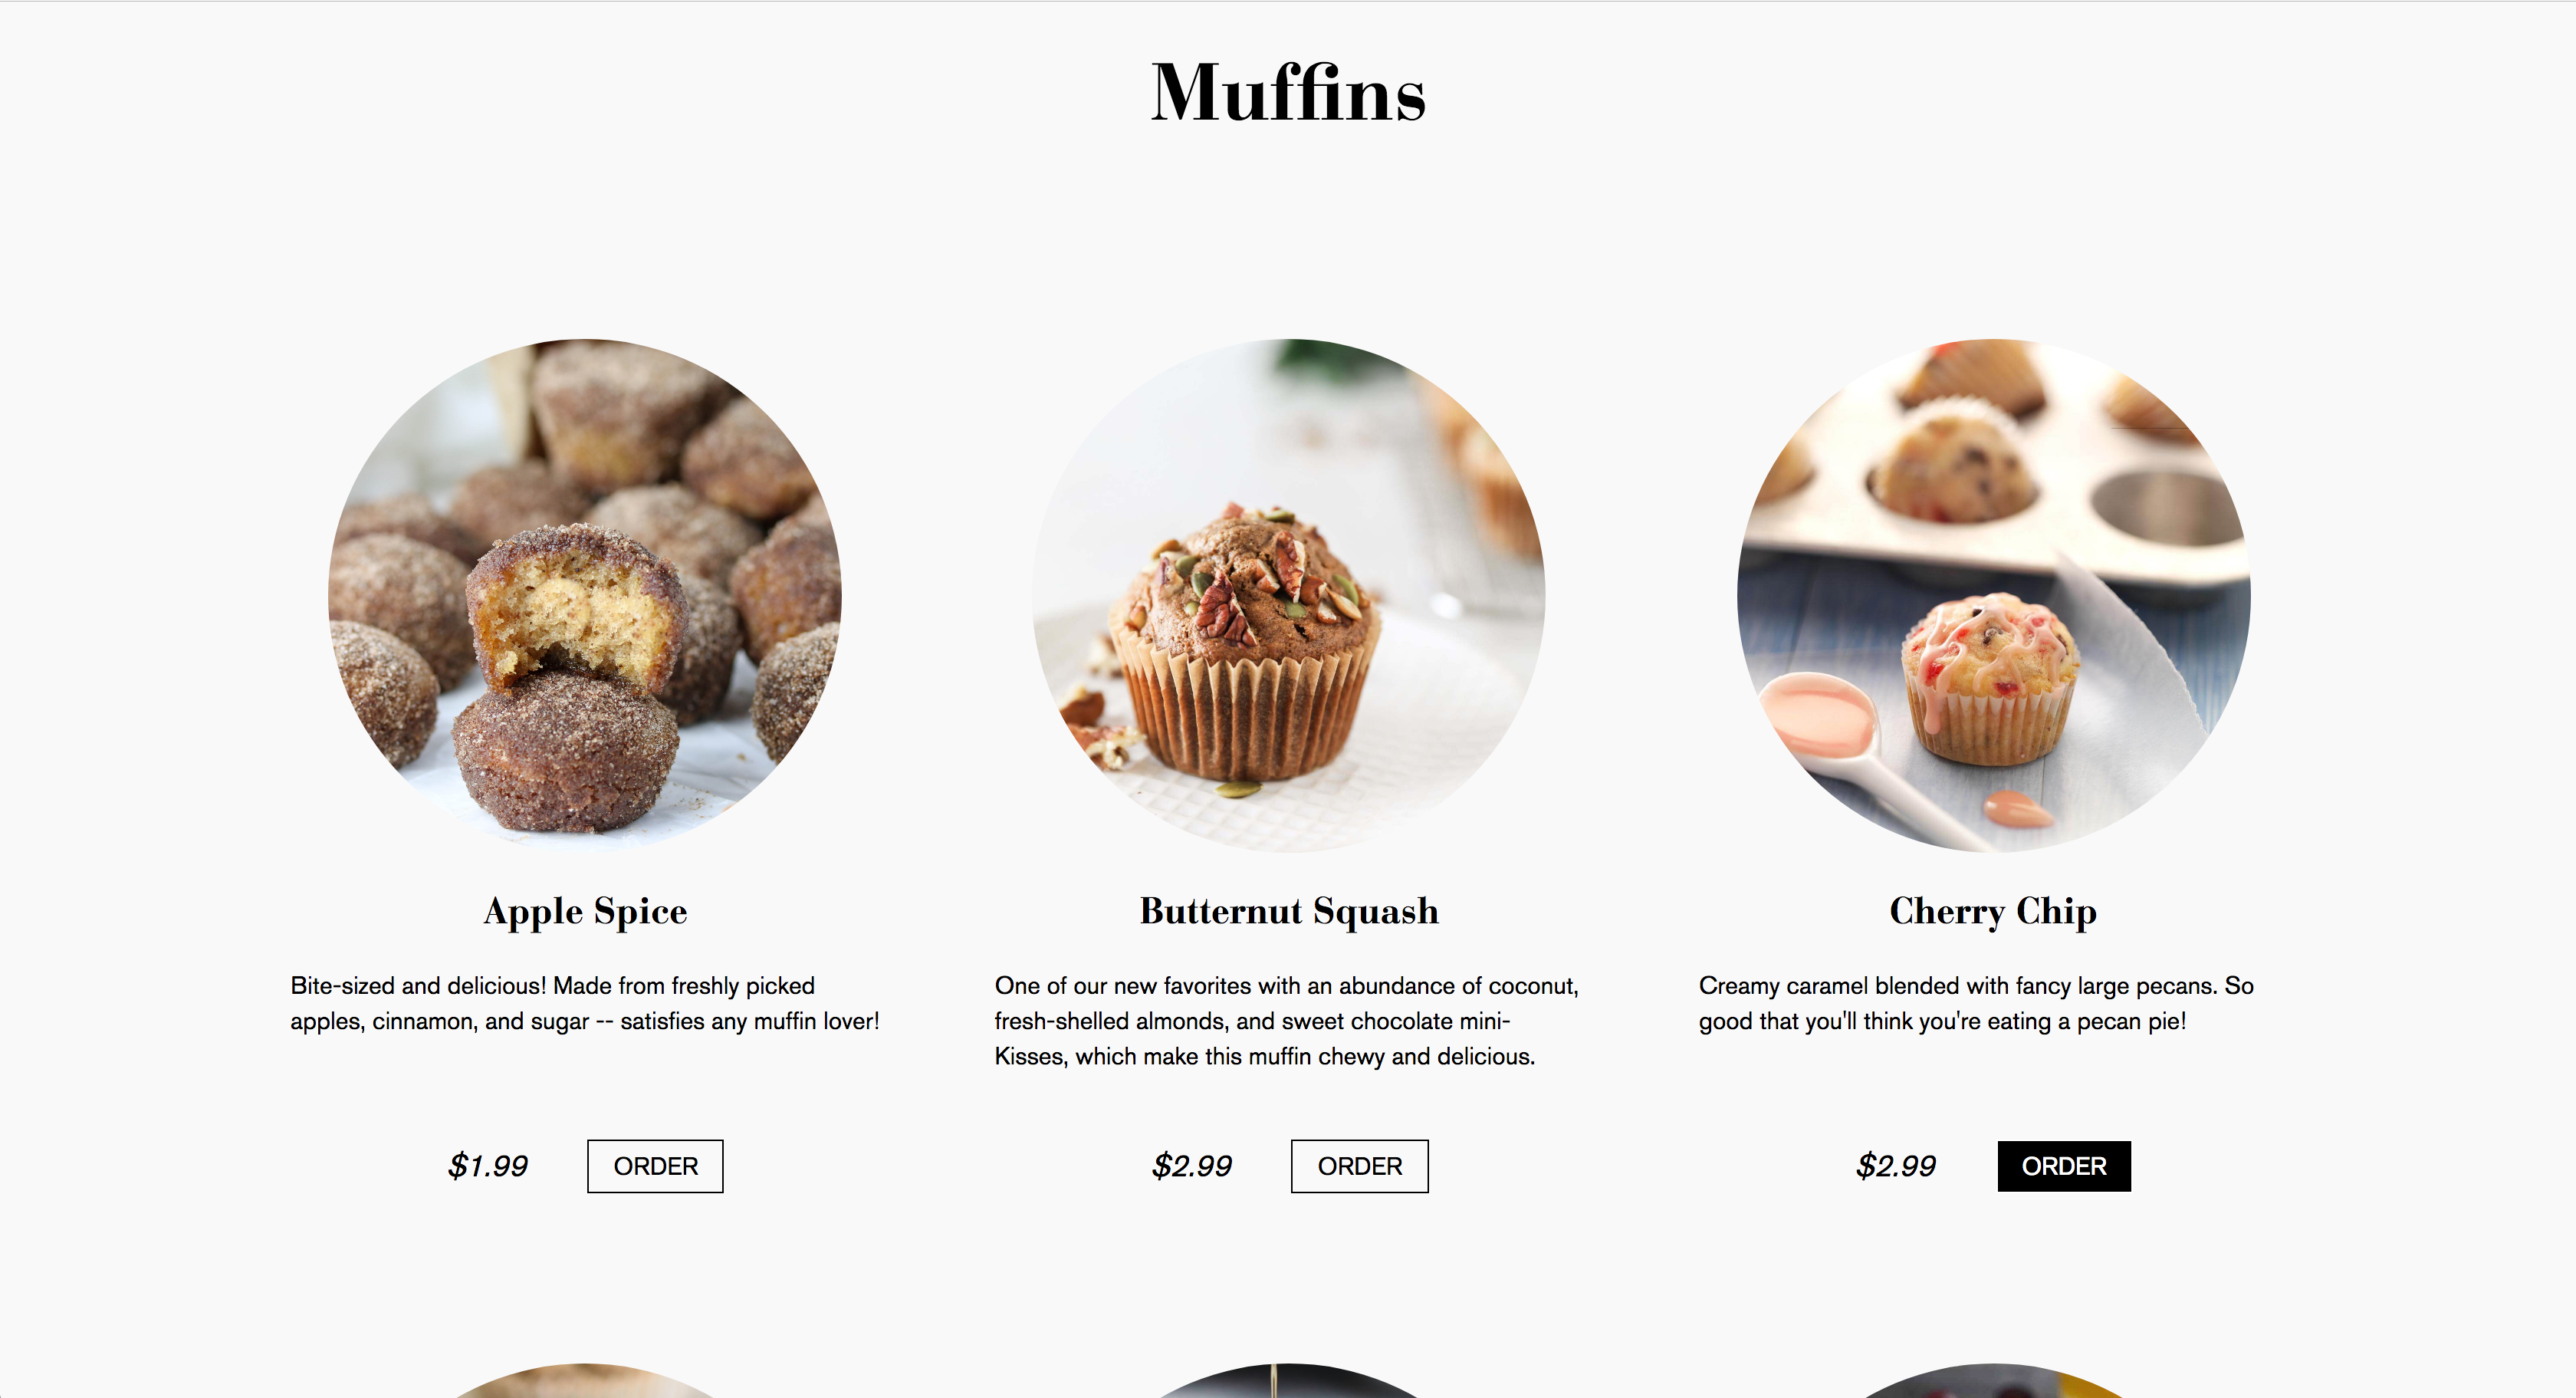 Muffins
Apple Spice
Bite-sized and delicious! Made from freshly picked
apples, cinnamon, and sugar -- satisfies any muffin lover!
$1.99
ORDER
Butternut Squash
One of our new favorites with an abundance of coconut,
fresh-shelled almonds, and sweet chocolate mini-
Kisses, which make this muffin chewy and delicious.
$2.99
ORDER
Cherry Chip
Creamy caramel blended with fancy large pecans. So
good that you'll think you're eating a pecan pie!
$2.99
ORDER